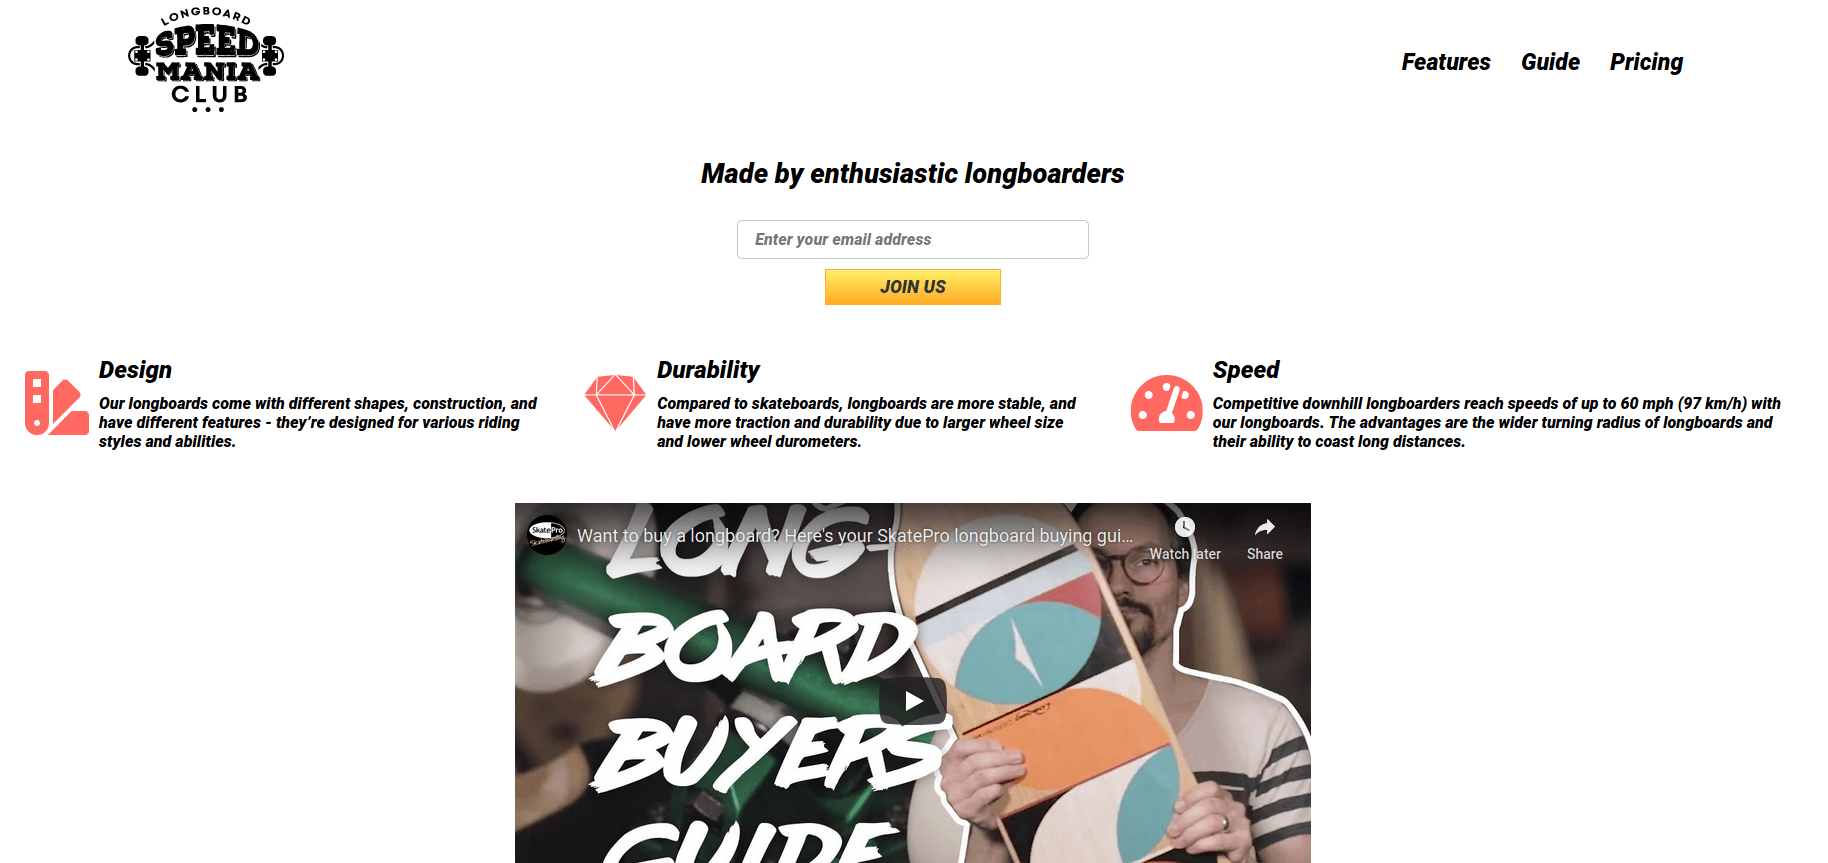 LONGBOARD
SPEED
MANIA
CLUB
Features Guide Pricing
Made by enthusiastic longboarders
Enter your email address
JOIN US
Design
Our longboards come with different shapes, construction, and
have different features - they're designed for various riding
styles and abilities.
Durability
Compared to skateboards, longboards are more stable, and
have more traction and durability due to larger wheel size
and lower wheel durometers.
Speed
Competitive downhill longboarders reach speeds of up to 60 mph (97 km/h) with
our longboards. The advantages are the wider turning radius of longboards and
their ability to coast long distances.
SkatePro
Skateboarding
Want to buy a longboard? Here's your SkatePro longboard buying gui...
Watch later
Share
LONG-
BOARD
BUYERS
GUIDE